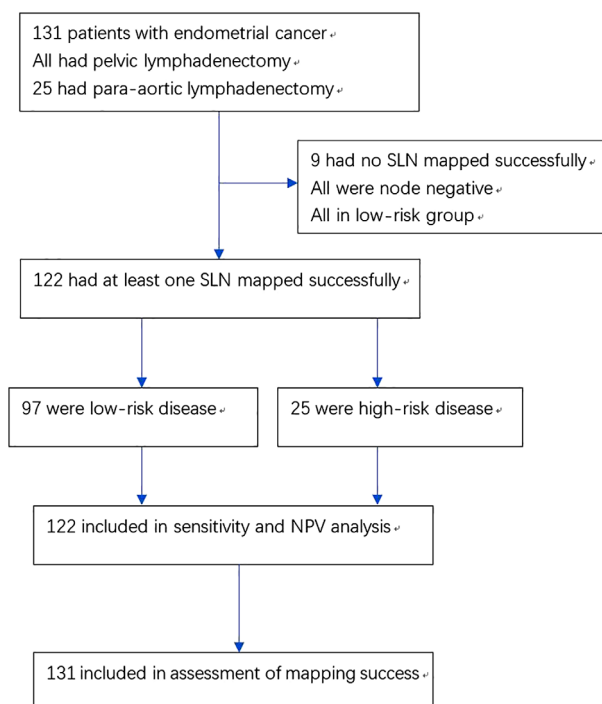 131 patients with endometrial cancer
All had pelvic lymphadenectomy
25 had para-aortic lymphadenectomy
9 had no SLN mapped successfully
All were node negative
All in low-risk group
122 had at least one SLN mapped successfully
97 were low-risk disease
25 were high-risk disease
122 included in sensitivity and NPV analysis
131 included in assessment of mapping success